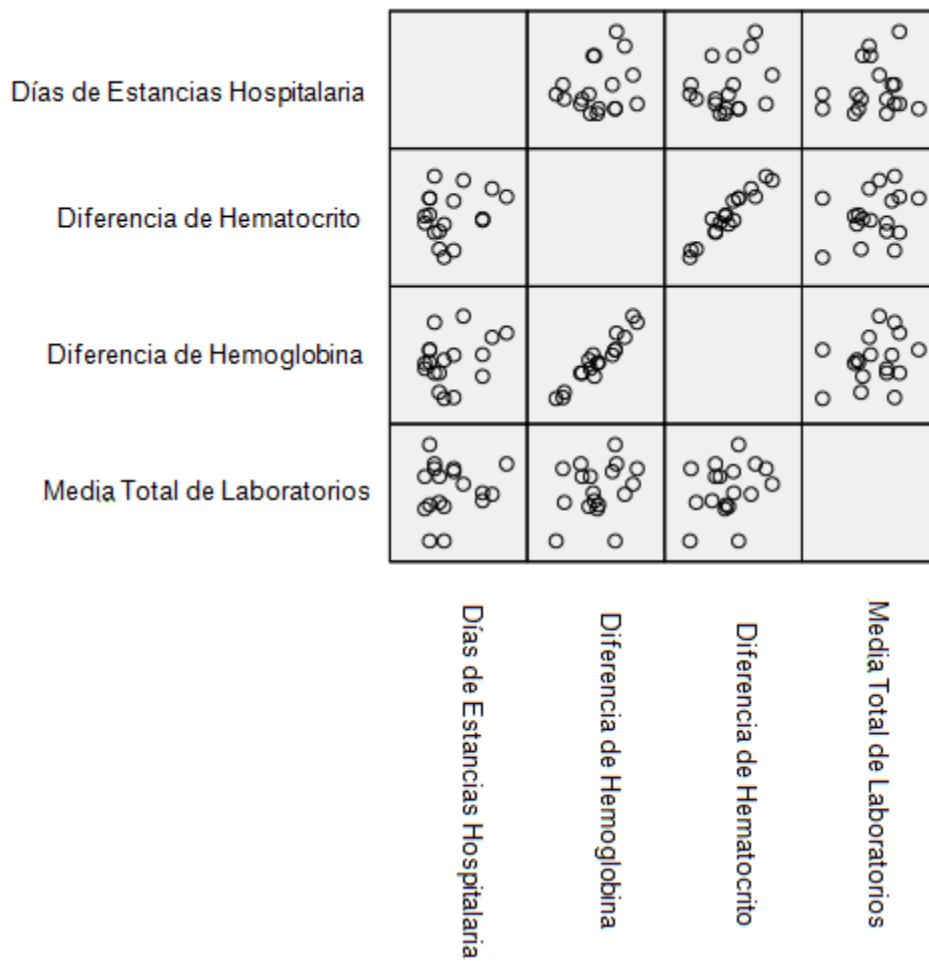 Días de Estancias Hospitalaria
Diferencia de Hematocrito
Diferencia de Hemoglobina
Media Total de Laboratorios
Días de Estancias Hospitalaria
Diferencia de Hemoglobina
Diferencia de Hematocrito
Media Total de Laboratorios